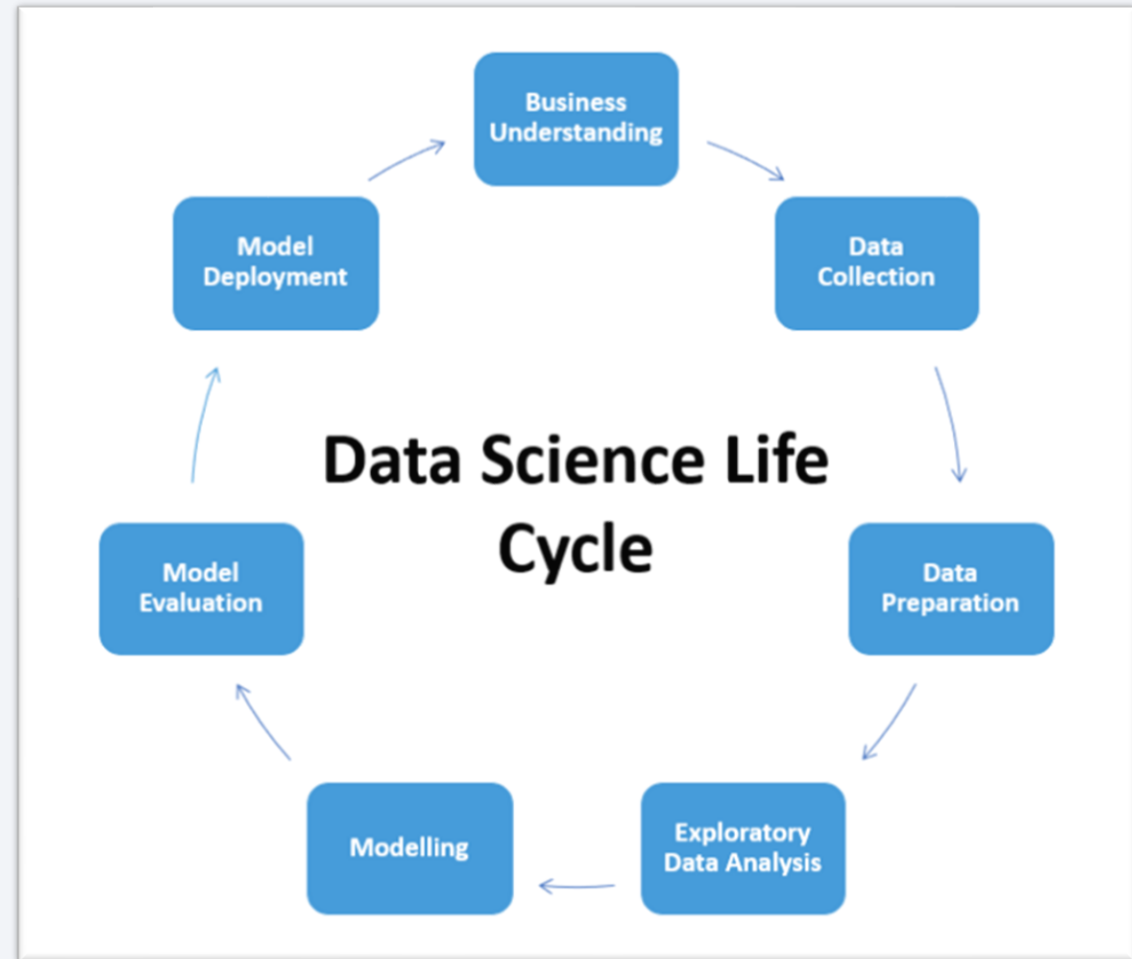 Business
Understanding
Data
Collection
Data
Preparation
Exploratory
Data Analysis
Modelling
Model
Evaluation
Model
Deployment
Data Science Life
Cycle